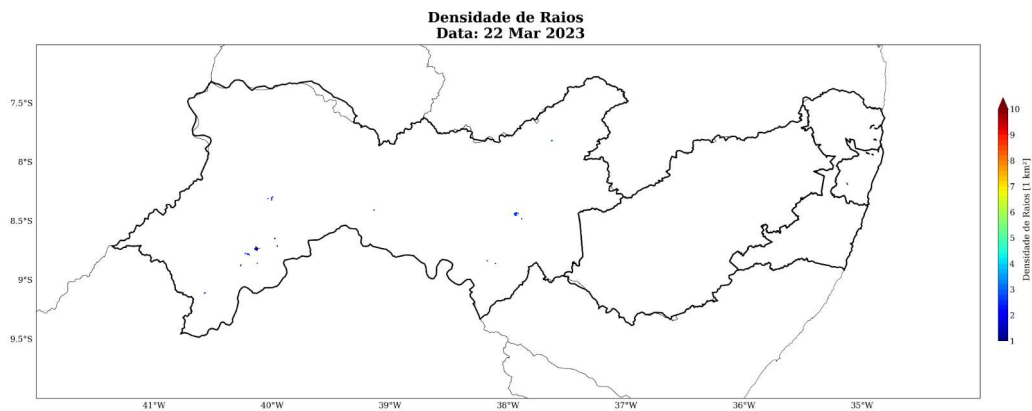 Densidade de Raios
Data: 22 Mar 2023
7.5°S
8°S
8.5°S
9°S
9.5°S
41°W
40°W
39°W
38°W
37°W
36°W
35°W
10
9
8
7
6
5
4
3
2
1
Densidade de Raios [1 km²]